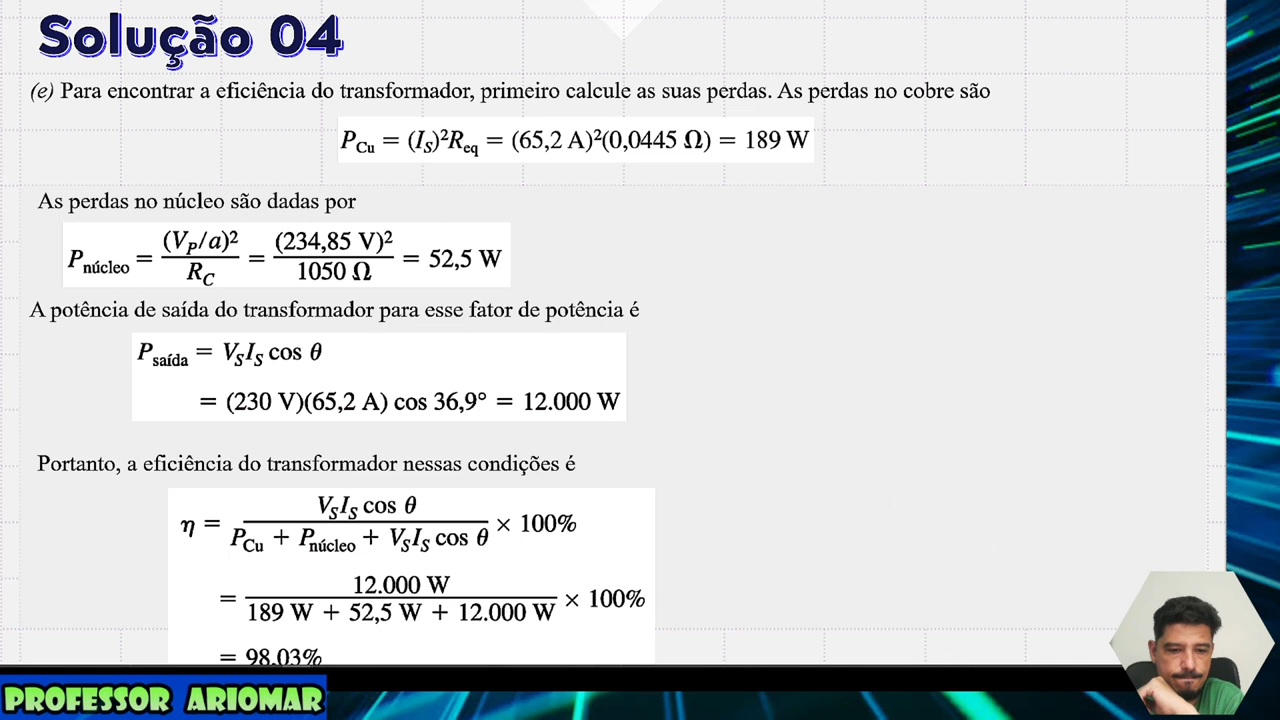 Solução 04
(e) Para encontrar a eficiência do transformador, primeiro calcule as suas perdas. As perdas no cobre são
P_Cu = (I_S)²R_eq = (65,2 A)²(0,0445 Ω) = 189 W
As perdas no núcleo são dadas por
P_núcleo = (V_P/a)² / R_C = (234,85 V)² / 1050 Ω = 52,5 W
A potência de saída do transformador para esse fator de potência é
P_saída = V_S I_S cos θ
= (230 V)(65,2 A) cos 36,9° = 12.000 W
Portanto, a eficiência do transformador nessas condições é
η = V_S I_S cos θ / P_Cu + P_núcleo + V_S I_S cos θ × 100%
= 12.000 W / 189 W + 52,5 W + 12.000 W × 100%
= 98,03%
PROFESSOR ARIOMAR